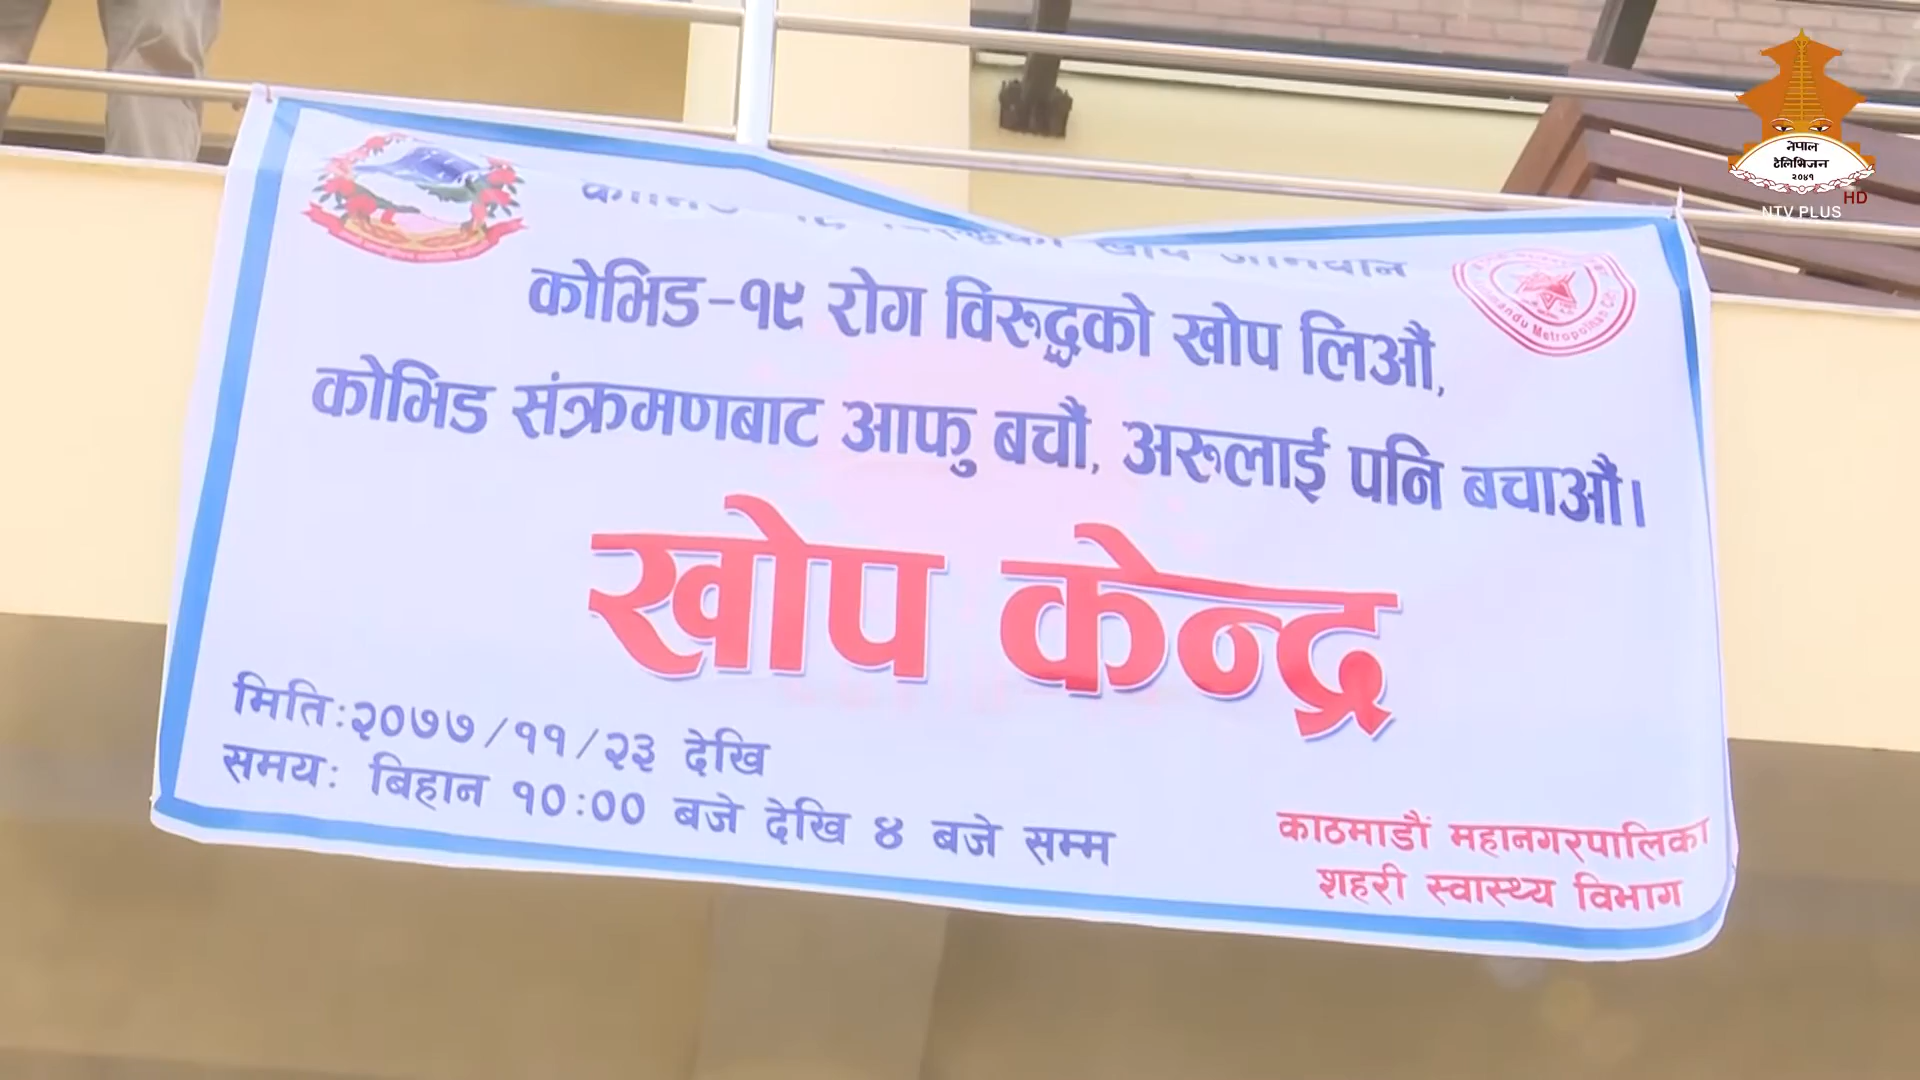 नेपाल
टेलिभिजन
२०४१
HD
NTV PLUS
खोप अभियान
कोभिड-१९ रोग विरुद्धको खोप लिऔं,
कोभिड संक्रमणबाट आफु बचौं, अरुलाई पनि बचाऔं।
खोप केन्द्र
मिति:२०७७/११/२३ देखि
समय: बिहान १०:०० बजे देखि ४ बजे सम्म
काठमाडौं महानगरपालिका
शहरी स्वास्थ्य विभाग